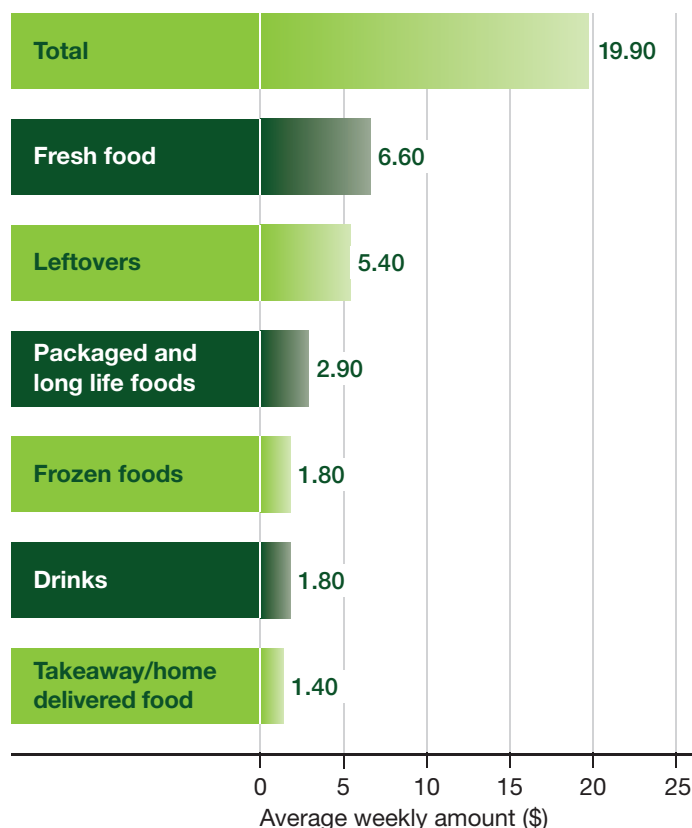 Total
19.90
Fresh food
6.60
Leftovers
5.40
Packaged and
long life foods
2.90
Frozen foods
1.80
Drinks
1.80
Takeaway/home
delivered food
1.40
0 5 10 15 20 25
Average weekly amount ($)